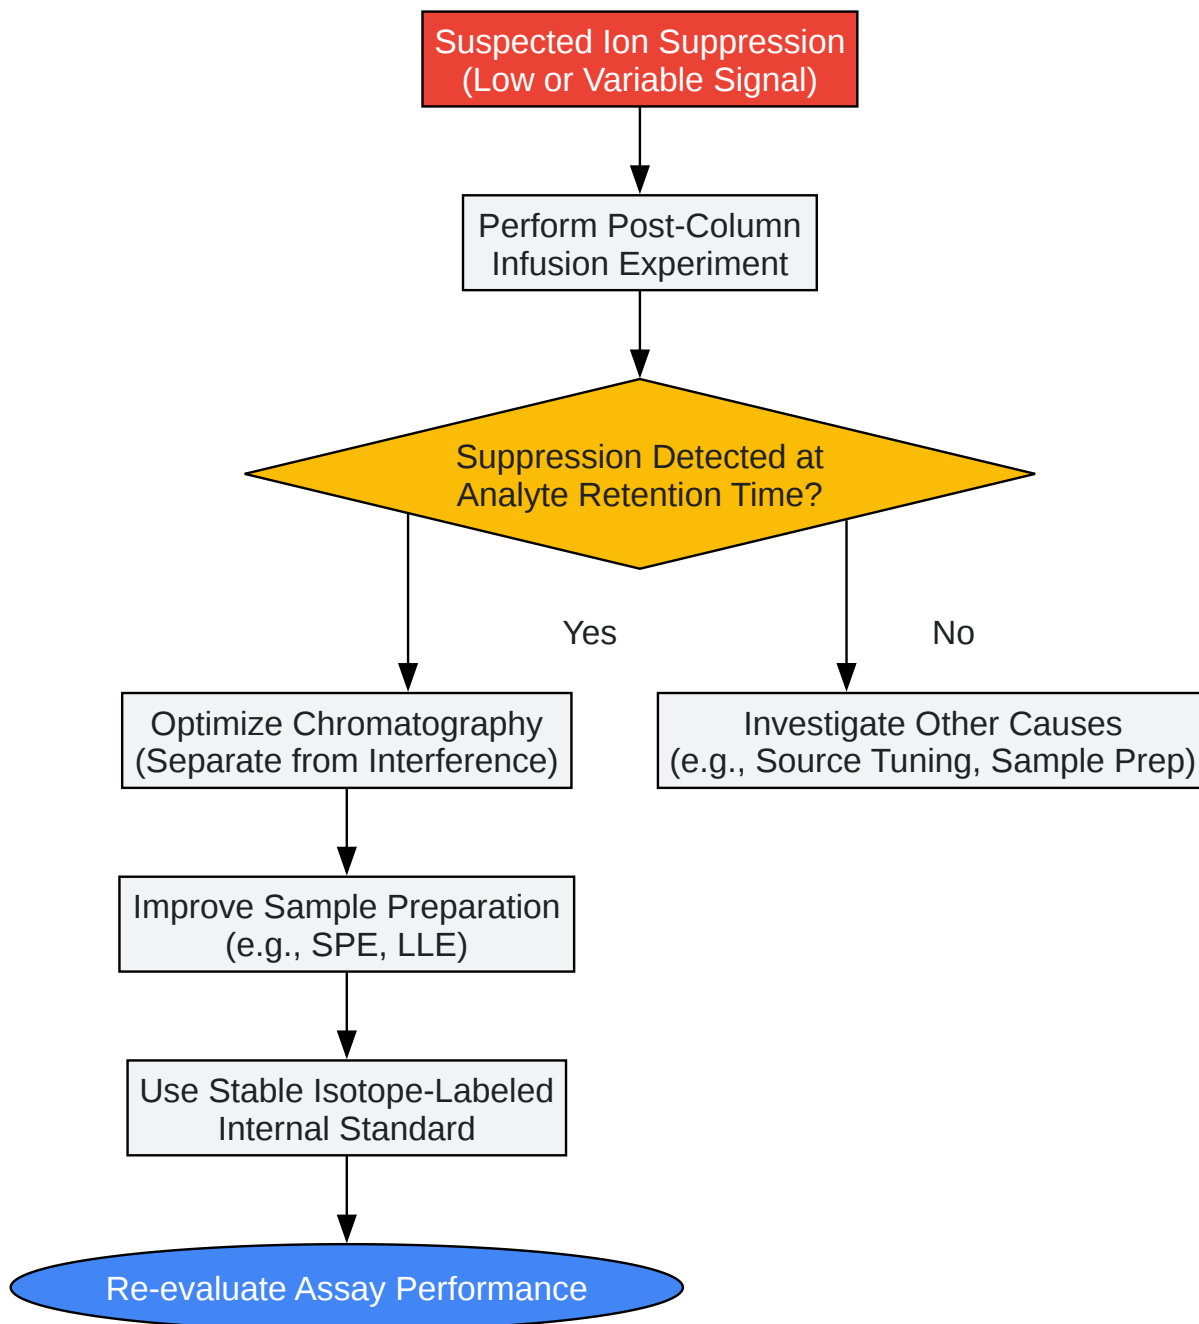 Suspected Ion Suppression
(Low or Variable Signal)
Perform Post-Column
Infusion Experiment
Suppression Detected at
Analyte Retention Time?
Yes
No
Optimize Chromatography
(Separate from Interference)
Investigate Other Causes
(e.g., Source Tuning, Sample Prep)
Improve Sample Preparation
(e.g., SPE, LLE)
Use Stable Isotope-Labeled
Internal Standard
Re-evaluate Assay Performance